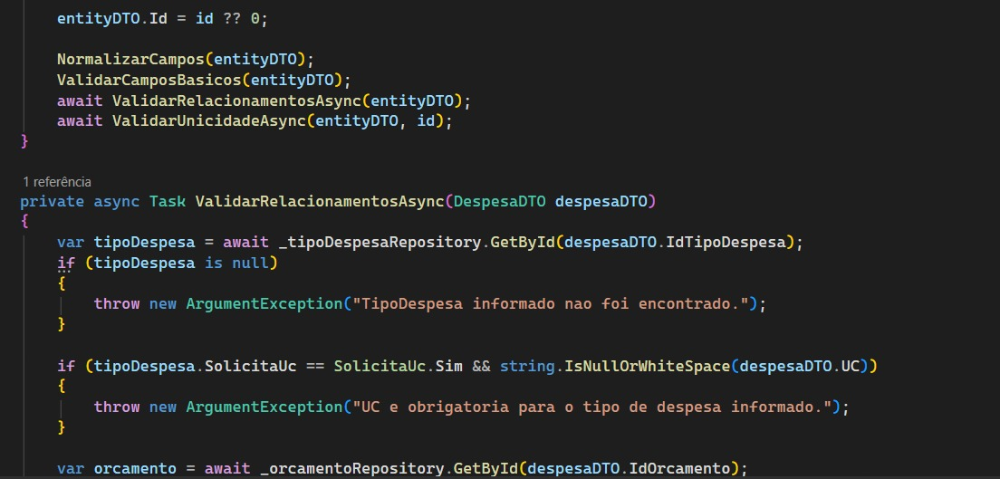 entityDTO.Id = id ?? 0;
NormalizarCampos(entityDTO);
ValidarCamposBasicos(entityDTO);
await ValidarRelacionamentosAsync(entityDTO);
await ValidarUnicidadeAsync(entityDTO, id);
}
1 referência
private async Task ValidarRelacionamentosAsync(DespesaDTO despesaDTO)
{
var tipoDespesa = await _tipoDespesaRepository.GetById(despesaDTO.IdTipoDespesa);
if (tipoDespesa is null)
{
throw new ArgumentException("TipoDespesa informado nao foi encontrado.");
}
if (tipoDespesa.SolicitaUc == SolicitaUc.Sim && string.IsNullOrWhiteSpace(despesaDTO.UC))
{
throw new ArgumentException("UC e obrigatoria para o tipo de despesa informado.");
}
var orcamento = await _orcamentoRepository.GetById(despesaDTO.IdOrcamento);